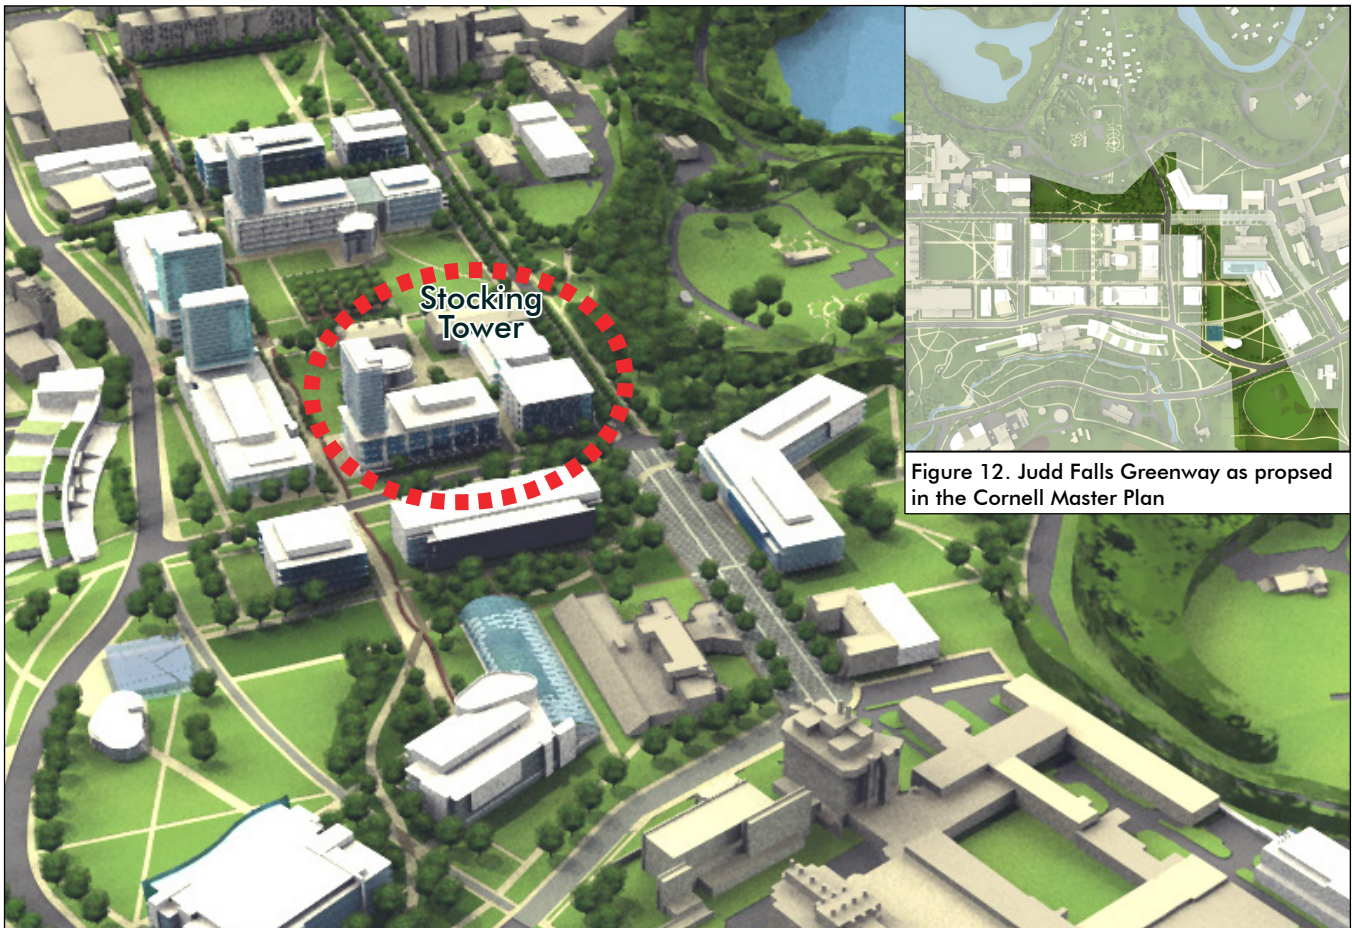 Stocking
Tower
Figure 12. Judd Falls Greenway as propsed
in the Cornell Master Plan